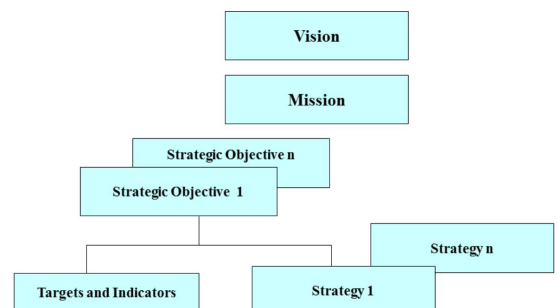 Vision
Mission
Strategic Objective n
Strategic Objective 1
Strategy n
Targets and Indicators
Strategy 1